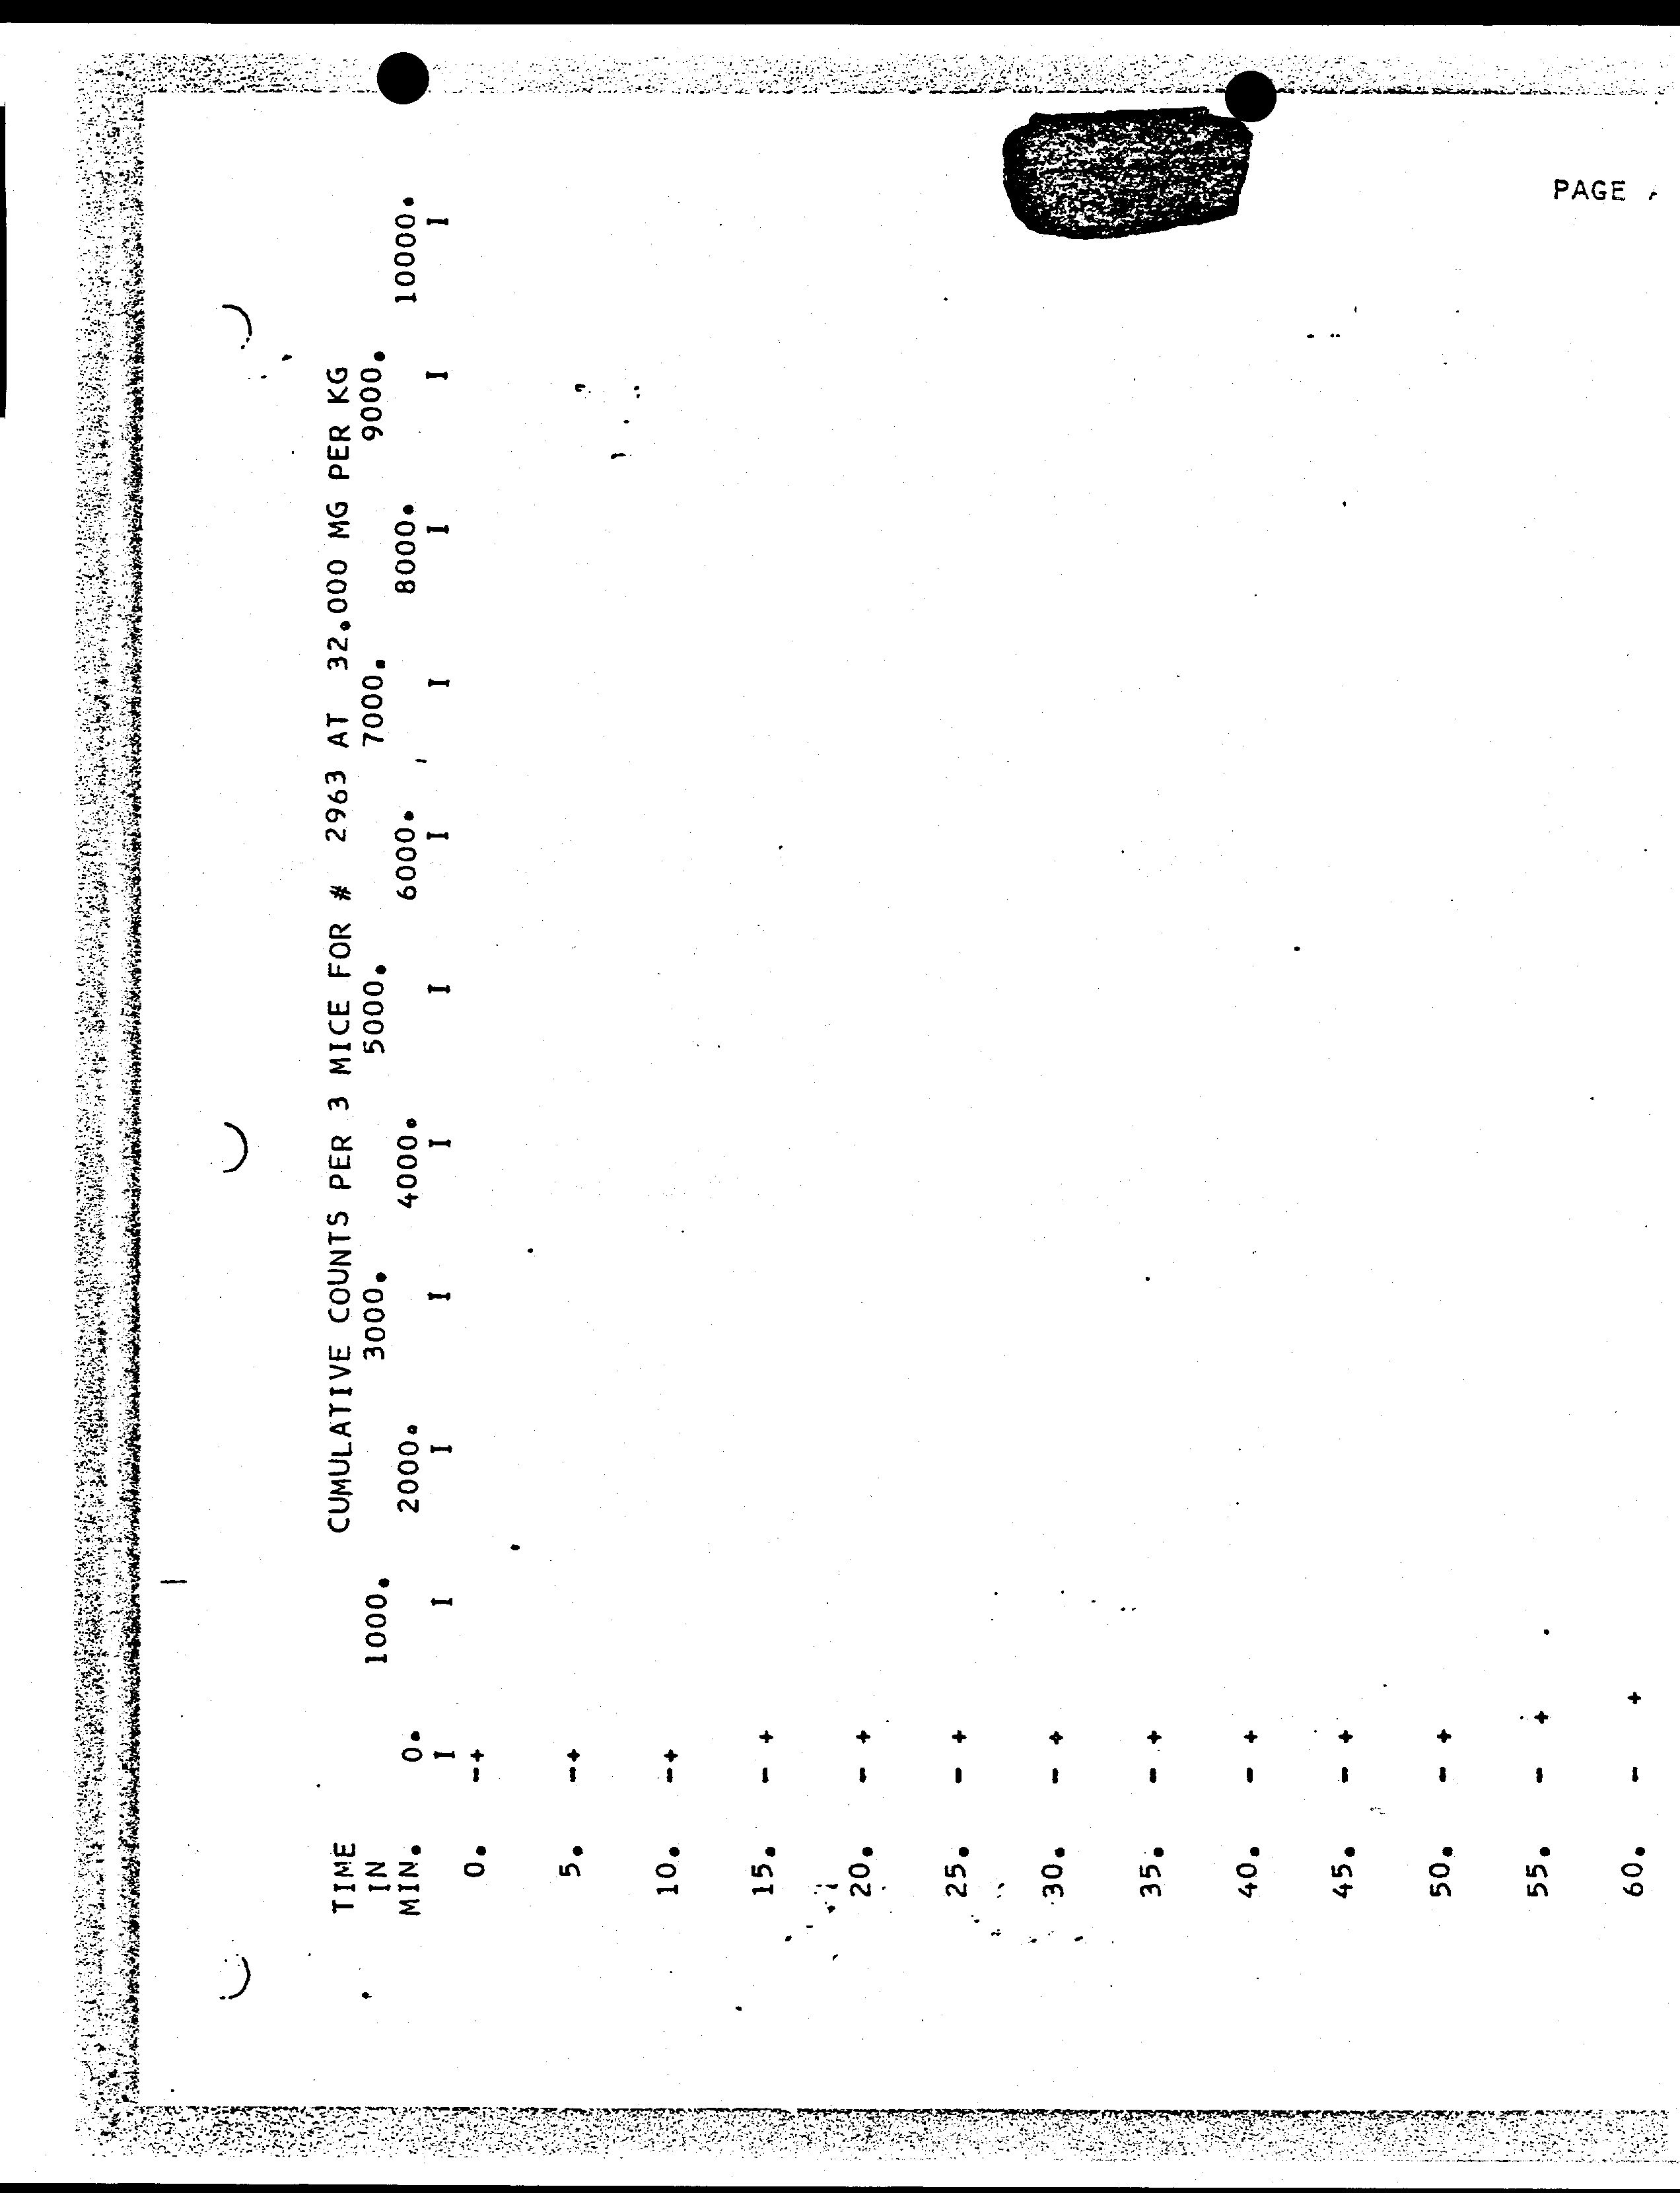 PAGE
TIME CUMULATIVE COUNTS PER 3 MICE FOR # 2963 AT 32.000 MG PER KG
IN 1000. 3000. 5000. 7000. 9000.
MIN. 0. 2000. 4000. 6000. 8000. 10000.
I I I I I I I I I I I
0. -+
5. -+
10. -+
15. - +
20. - +
25. - +
30. - +
35. - +
40. - +
45. - +
50. - +
55. - +
60. - +